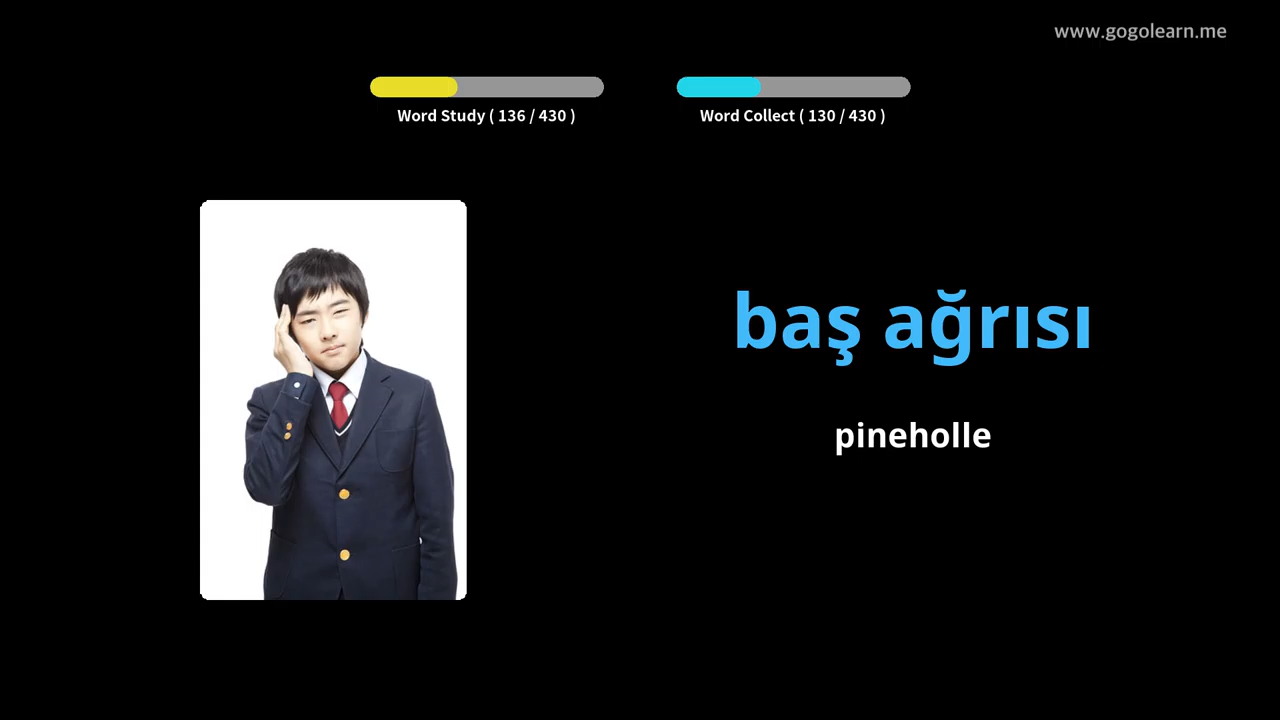 www.gogolearn.me
Word Study ( 136 / 430 )
Word Collect ( 130 / 430 )
baş ağrısı
pineholle